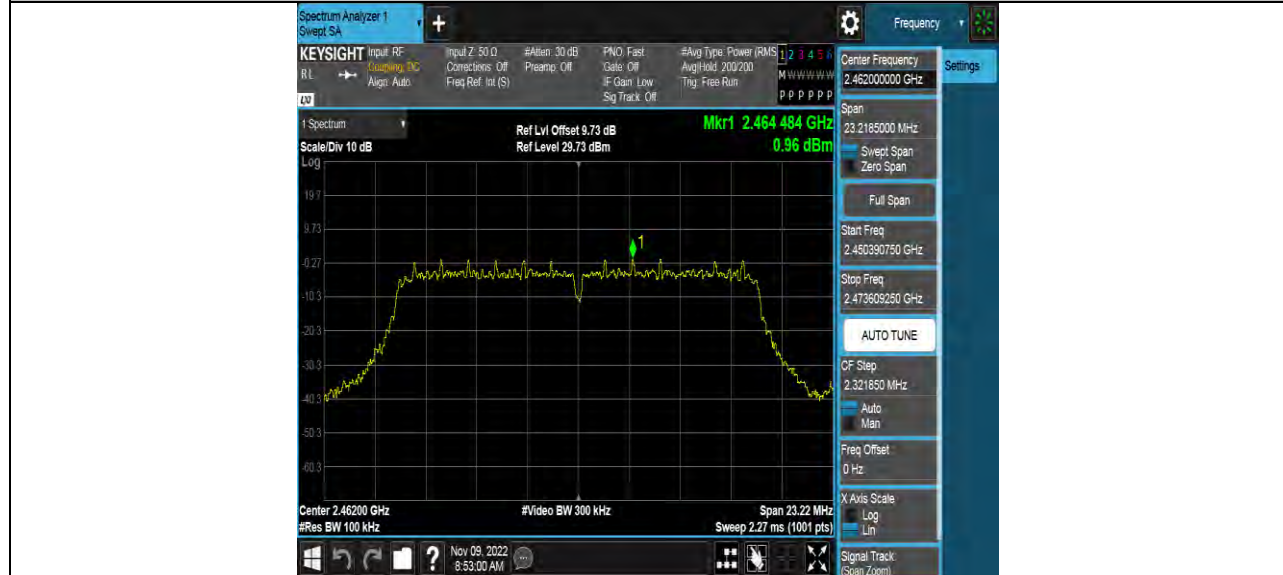 Spectrum Analyzer 1
Swept SA
+
Frequency
KEYSIGHT Input: RF
RL
Coupling: DC
Align: Auto
LXI
Input Z: 50 Ω
Corrections: Off
Freq Ref: Int (S)
#Atten: 30 dB
Preamp: Off
PNO: Fast
Gate: Off
IF Gain: Low
Sig Track: Off
#Avg Type: Power (RMS
Avg|Hold: 200/200
Trig: Free Run
1 2 3 4 5 6
M W W W W W
P P P P P P
Settings
Center Frequency
2.462000000 GHz
Span
23.2185000 MHz
Swept Span
Zero Span
Full Span
Start Freq
2.450390750 GHz
Stop Freq
2.473609250 GHz
AUTO TUNE
CF Step
2.321850 MHz
Auto
Man
Freq Offset
0 Hz
X Axis Scale
Log
Lin
Signal Track
(Span Zoom)
1 Spectrum
Scale/Div 10 dB
Ref Lvl Offset 9.73 dB
Ref Level 29.73 dBm
Mkr1 2.464 484 GHz
0.96 dBm
Log
19.7
9.73
-0.27
-10.3
-20.3
-30.3
-40.3
-50.3
-60.3
1
Center 2.46200 GHz
#Res BW 100 kHz
#Video BW 300 kHz
Span 23.22 MHz
Sweep 2.27 ms (1001 pts)
?
Nov 09, 2022
8:53:00 AM